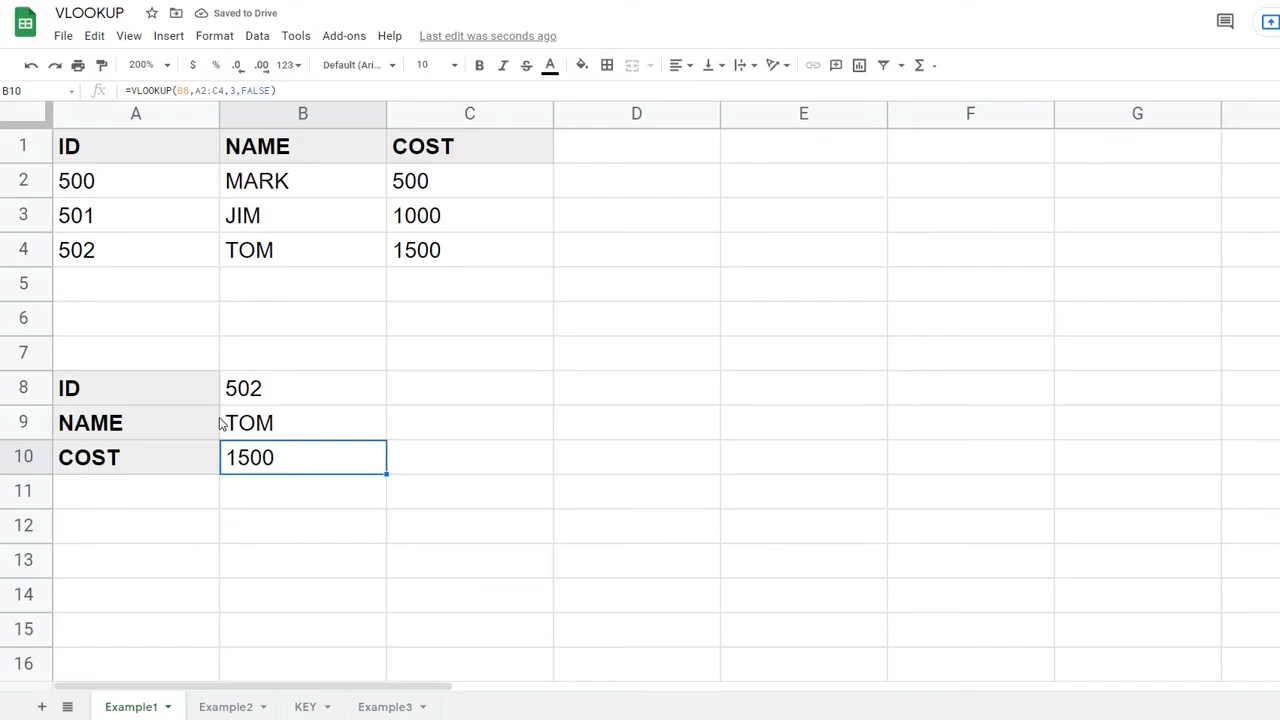 VLOOKUP Saved to Drive
File Edit View Insert Format Data Tools Add-ons Help Last edit was seconds ago
200% $ % .0 .00 123 Default (Ari... 10 B I S A Σ
B10 fx =VLOOKUP(B8,A2:C4,3,FALSE)
A B C D E F G
1 ID NAME COST
2 500 MARK 500
3 501 JIM 1000
4 502 TOM 1500
5
6
7
8 ID 502
9 NAME TOM
10 COST 1500
11
12
13
14
15
16
+ Example1 Example2 KEY Example3